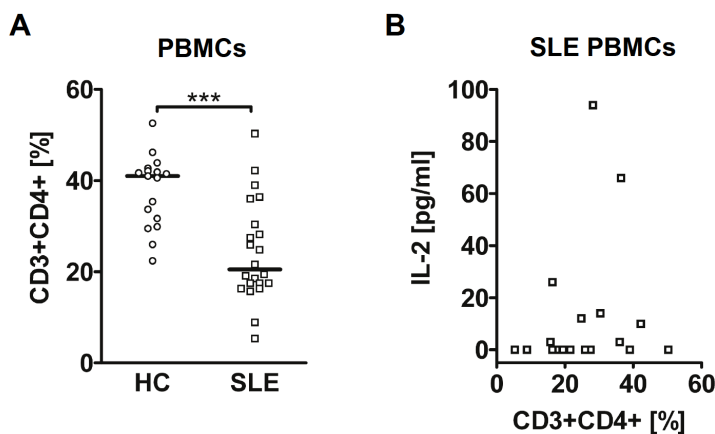 A
PBMCs
***
60
40
20
0
CD3+CD4+ [%]
HC SLE
B
SLE PBMCs
100
80
60
40
20
0
IL-2 [pg/ml]
0 20 40 60
CD3+CD4+ [%]